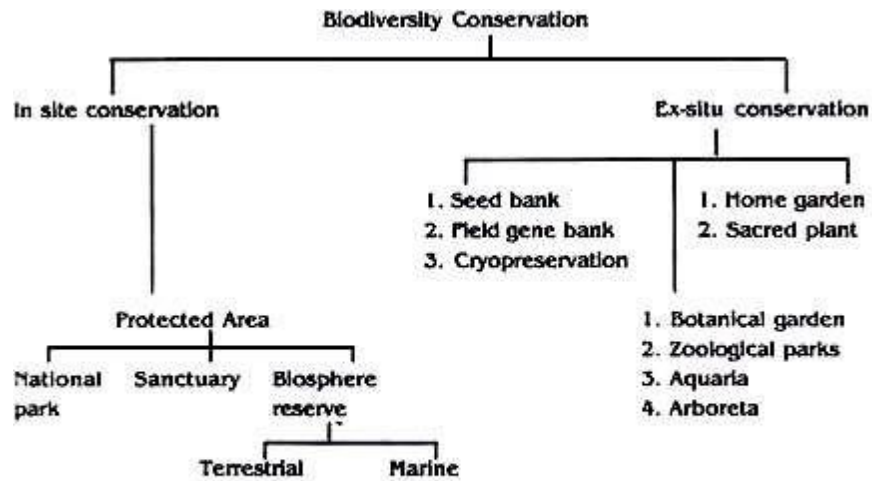 Biodiversity Conservation
In site conservation
Ex-situ conservation
1. Seed bank
2. Field gene bank
3. Cryopreservation
1. Home garden
2. Sacred plant
Protected Area
National park
Sanctuary
Biosphere reserve
Terrestrial
Marine
1. Botanical garden
2. Zoological parks
3. Aquaria
4. Arboreta